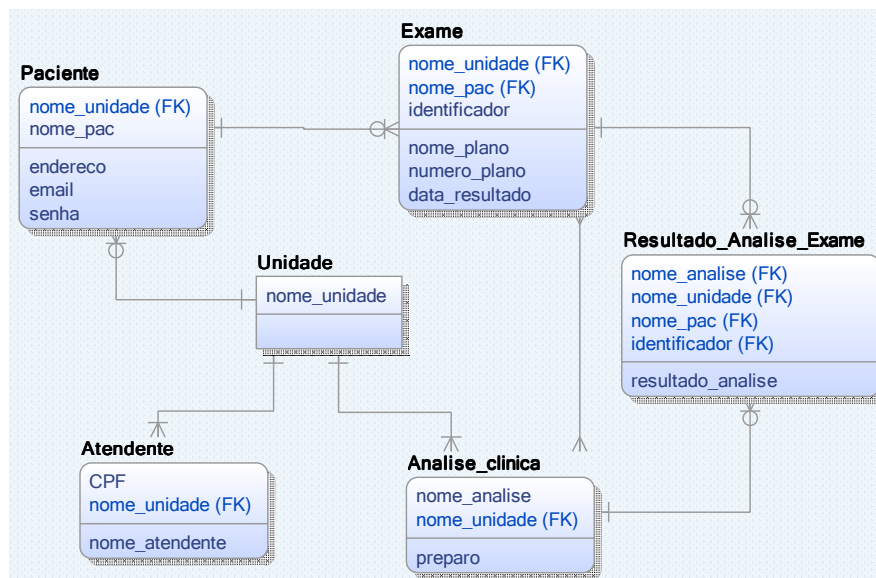 Exame
nome_unidade (FK)
nome_pac (FK)
identificador
nome_plano
numero_plano
data_resultado
Paciente
nome_unidade (FK)
nome_pac
endereco
email
senha
Unidade
nome_unidade
Resultado_Analise_Exame
nome_analise (FK)
nome_unidade (FK)
nome_pac (FK)
identificador (FK)
resultado_analise
Atendente
CPF
nome_unidade (FK)
nome_atendente
Analise_clinica
nome_analise
nome_unidade (FK)
preparo